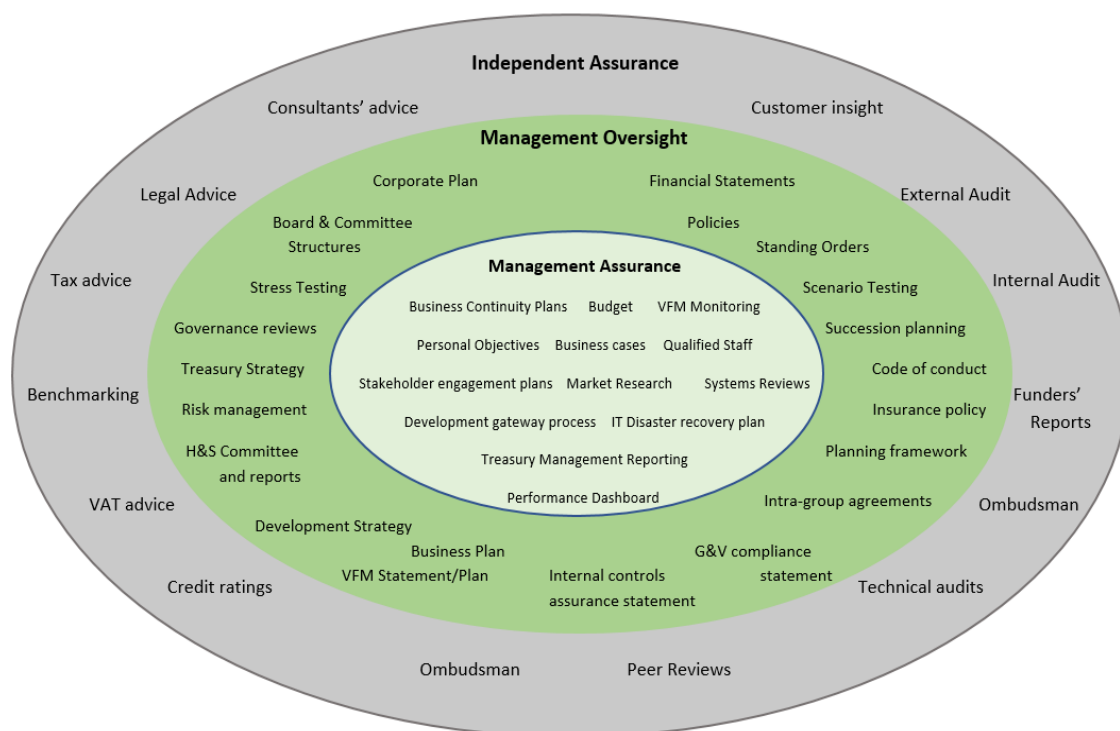 Independent Assurance
Consultants’ advice
Customer insight
Management Oversight
Corporate Plan
Financial Statements
Legal Advice
External Audit
Board & Committee
Structures
Policies
Standing Orders
Management Assurance
Tax advice
Stress Testing
Scenario Testing
Internal Audit
Business Continuity Plans
Budget
VFM Monitoring
Governance reviews
Succession planning
Personal Objectives
Business cases
Qualified Staff
Treasury Strategy
Code of conduct
Stakeholder engagement plans
Market Research
Systems Reviews
Benchmarking
Funders’
Reports
Risk management
Insurance policy
Development gateway process
IT Disaster recovery plan
H&S Committee
and reports
Planning framework
Treasury Management Reporting
Performance Dashboard
Intra-group agreements
VAT advice
Ombudsman
Development Strategy
Business Plan
VFM Statement/Plan
Internal controls
assurance statement
G&V compliance
statement
Credit ratings
Technical audits
Ombudsman
Peer Reviews